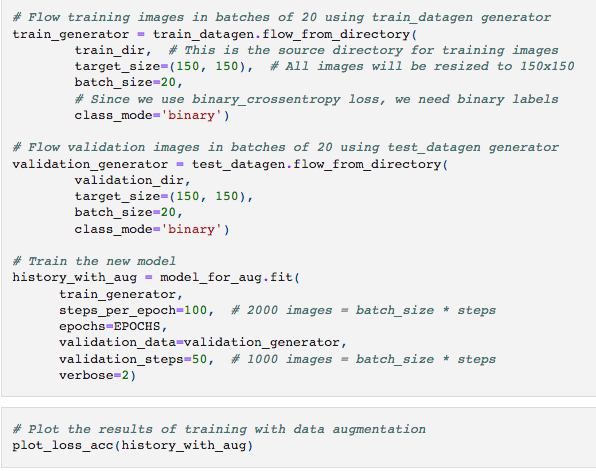 # Flow training images in batches of 20 using train_datagen generator
train_generator = train_datagen.flow_from_directory(
        train_dir,  # This is the source directory for training images
        target_size=(150, 150),  # All images will be resized to 150x150
        batch_size=20,
        # Since we use binary_crossentropy loss, we need binary labels
        class_mode='binary')

# Flow validation images in batches of 20 using test_datagen generator
validation_generator = test_datagen.flow_from_directory(
        validation_dir,
        target_size=(150, 150),
        batch_size=20,
        class_mode='binary')

# Train the new model
history_with_aug = model_for_aug.fit(
      train_generator,
      steps_per_epoch=100,  # 2000 images = batch_size * steps
      epochs=EPOCHS,
      validation_data=validation_generator,
      validation_steps=50,  # 1000 images = batch_size * steps
      verbose=2)

# Plot the results of training with data augmentation
plot_loss_acc(history_with_aug)